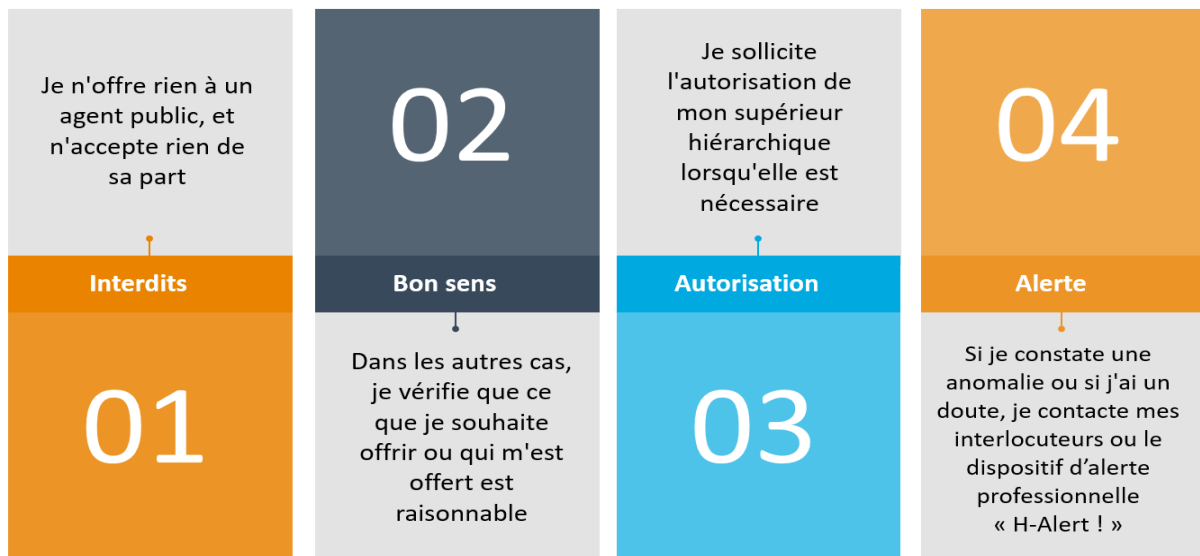 Je n'offre rien à un
agent public, et
n'accepte rien de
sa part
Interdits
01
02
Bon sens
Dans les autres cas,
je vérifie que ce
que je souhaite
offrir ou qui m'est
offert est
raisonnable
Je sollicite
l'autorisation de
mon supérieur
hiérarchique
lorsqu'elle est
nécessaire
Autorisation
03
04
Alerte
Si je constate une
anomalie ou si j'ai un
doute, je contacte mes
interlocuteurs ou le
dispositif d’alerte
professionnelle
« H-Alert ! »